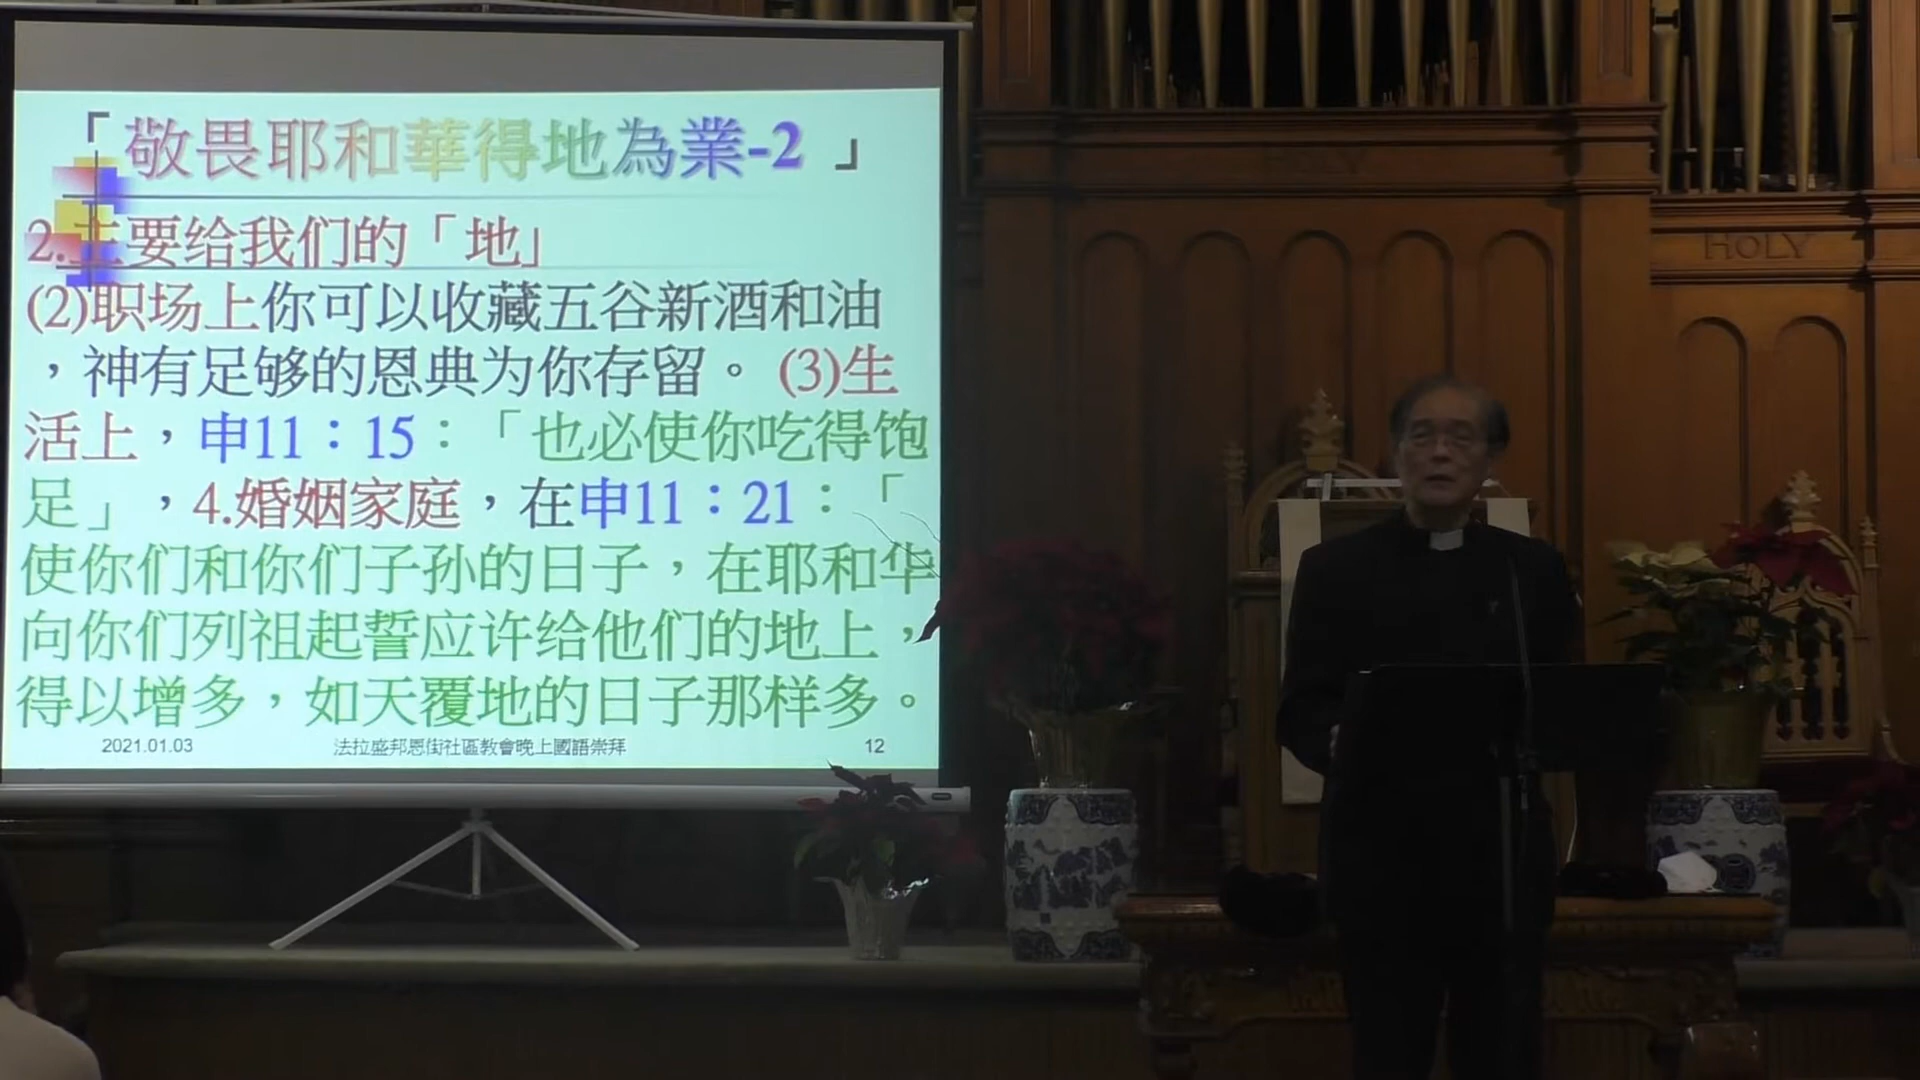 「敬畏耶和華得地為業-2 」
2.主要给我们的「地」
(2)职场上你可以收藏五谷新酒和油
，神有足够的恩典为你存留。(3)生
活上，申11：15：「也必使你吃得饱
足」，4.婚姻家庭，在申11：21：「
使你们和你们子孙的日子，在耶和华
向你们列祖起誓应许给他们的地上，
得以增多，如天覆地的日子那样多。
2021.01.03
法拉盛邦恩街社區教會晚上國語崇拜
12
HOLY
HOLY